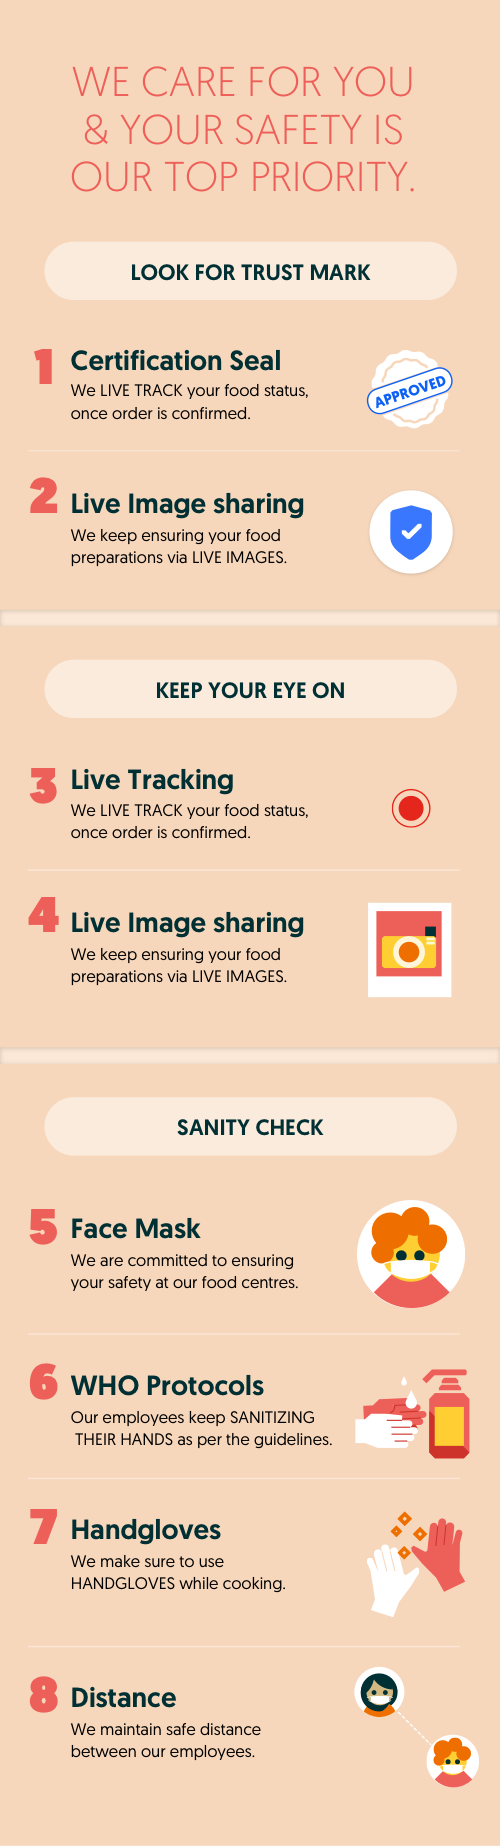 WE CARE FOR YOU
& YOUR SAFETY IS
OUR TOP PRIORITY.
LOOK FOR TRUST MARK
1 Certification Seal
We LIVE TRACK your food status,
once order is confirmed.
APPROVED
2 Live Image sharing
We keep ensuring your food
preparations via LIVE IMAGES.
KEEP YOUR EYE ON
3 Live Tracking
We LIVE TRACK your food status,
once order is confirmed.
4 Live Image sharing
We keep ensuring your food
preparations via LIVE IMAGES.
SANITY CHECK
5 Face Mask
We are committed to ensuring
your safety at our food centres.
6 WHO Protocols
Our employees keep SANITIZING
THEIR HANDS as per the guidelines.
7 Handgloves
We make sure to use
HANDGLOVES while cooking.
8 Distance
We maintain safe distance
between our employees.